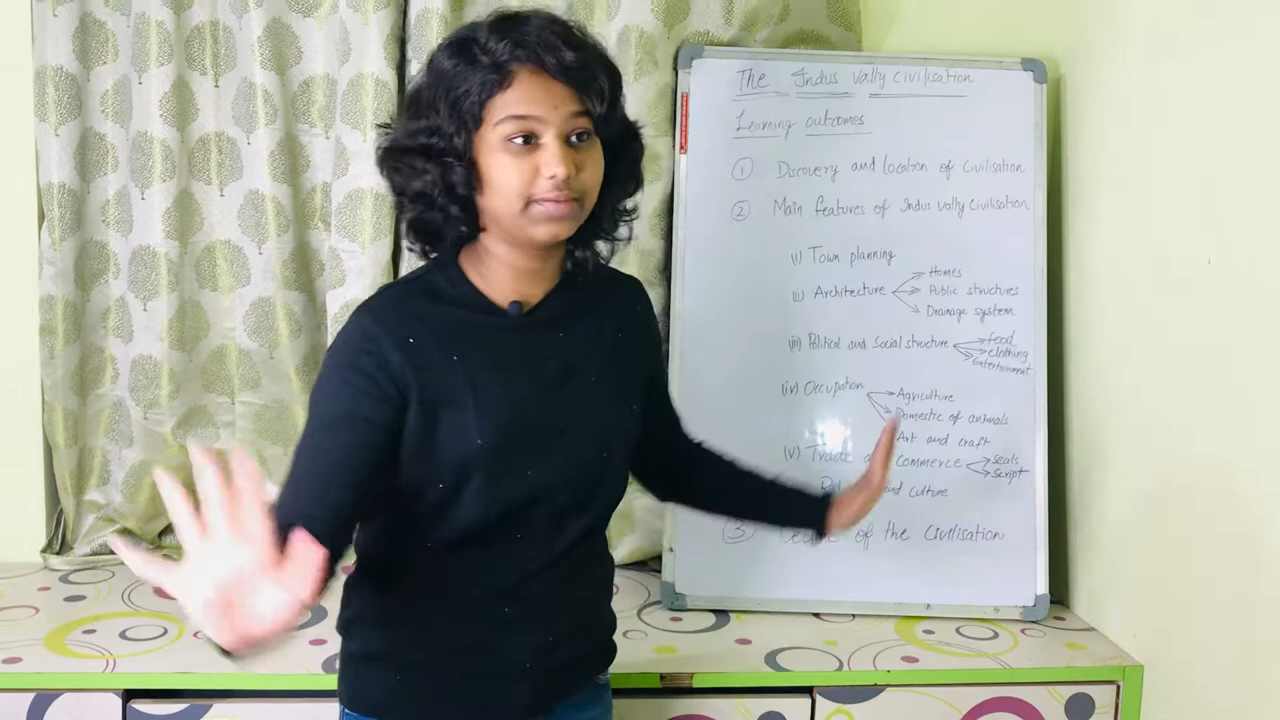 The Indus vally civilisation
Learning outcomes
1 Discovery and location of Civilisation
2 Main features of Indus vally Civilisation
(i) Town planning
(ii) Architecture Homes
Public structures
Drainage system
(iii) Political and Social structure food
clothing
Entertainment
(iv) Occupation Agriculture
Domestic of animals
Art and craft
(v) Trade Commerce Seals
Script
and culture
3 of the Civilisation